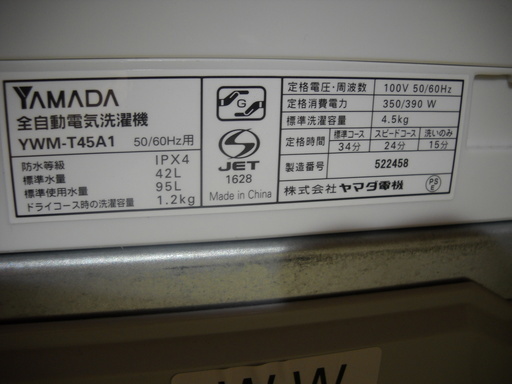 YAMADA
全自動電気洗濯機
YWM-T45A1 50/60Hz用
防水等級 IPX4
標準水量 42L
標準使用水量 95L
ドライコース時の洗濯容量 1.2kg
G
S
JET
1628
Made in China
定格電圧・周波数 100V 50/60Hz
定格消費電力 350/390 W
標準洗濯容量 4.5kg
定格時間 標準コース スピードコース 洗いのみ
34分 24分 15分
製造番号 522458
株式会社 ヤマダ電機 PSE